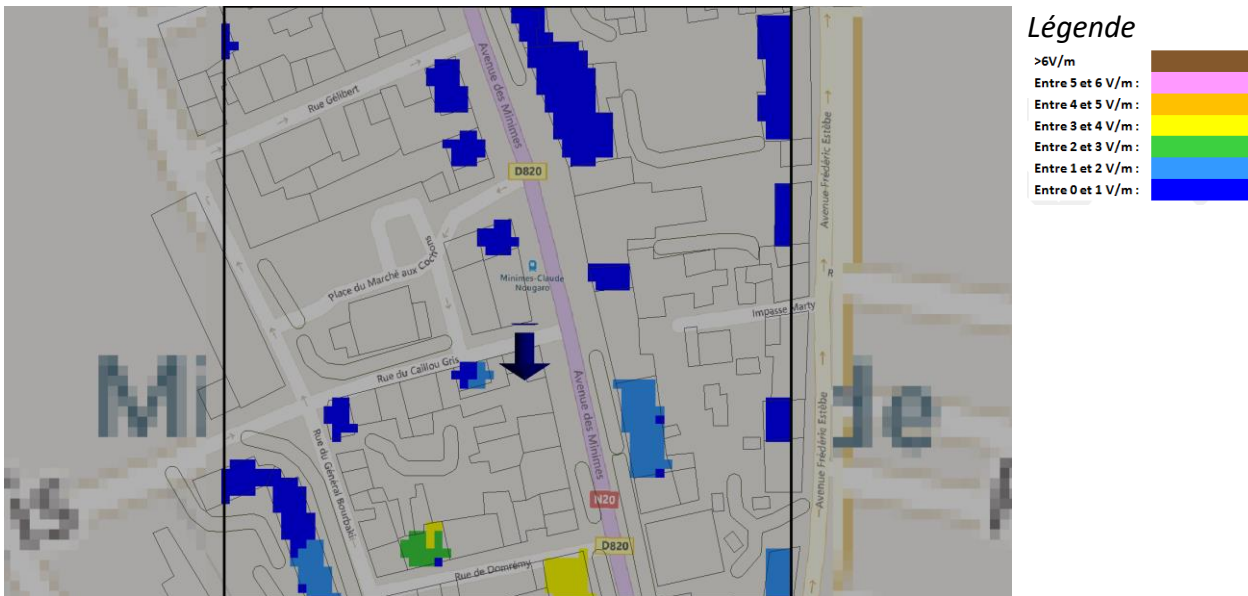 Légende
>6V/m
Entre 5 et 6 V/m :
Entre 4 et 5 V/m :
Entre 3 et 4 V/m :
Entre 2 et 3 V/m :
Entre 1 et 2 V/m :
Entre 0 et 1 V/m :
Rue Gélibert
Avenue des Minimes
D820
Avenue Frédéric Estèbe
Place du Marché aux Cochons
Minimes-Claude
Nougaro
R
Impasse Marty
Rue du Caillou Gris
Mi
de
Avenue des Minimes
Avenue Frédéric Estèbe
Rue du Général Bourbaki...
N20
D820
Rue de Domrémy